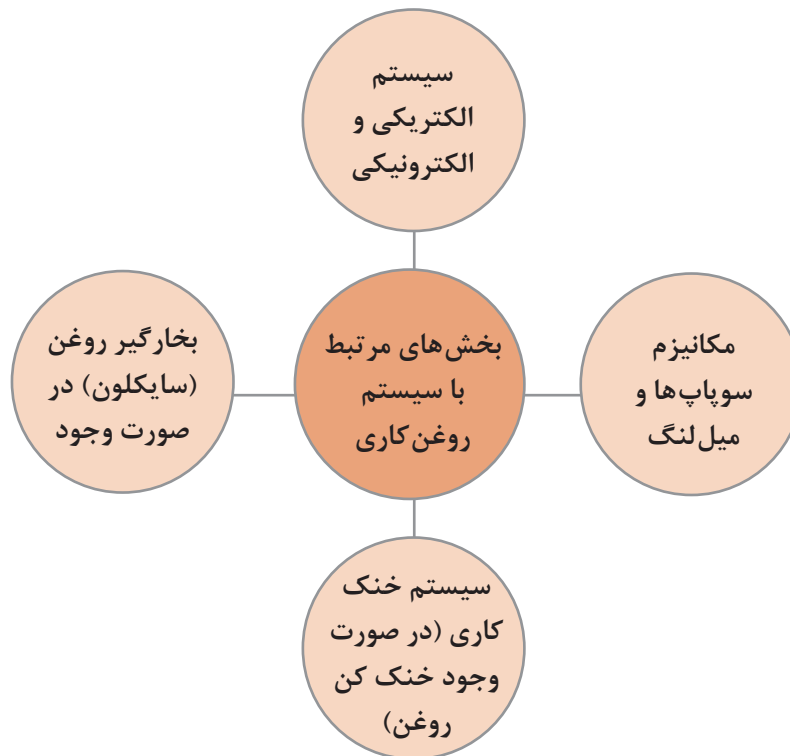 سیستم
الکتریکی و
الکترونیکی
مکانیزم
سوپاپ‌ها و
میل‌لنگ
بخش‌های مرتبط
با سیستم
روغن‌کاری
بخارگیر روغن
(سایکلون) در
صورت وجود
سیستم خنک
کاری (در صورت
وجود خنک کن
روغن)